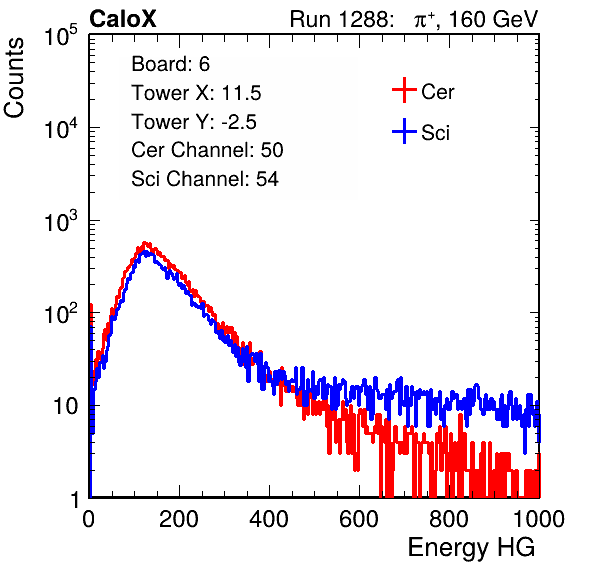 CaloX Run 1288: π⁺, 160 GeV
Counts
Board: 6
Tower X: 11.5
Tower Y: -2.5
Cer Channel: 50
Sci Channel: 54
Cer
Sci
10⁵
10⁴
10³
10²
10
1
0 200 400 600 800 1000
Energy HG